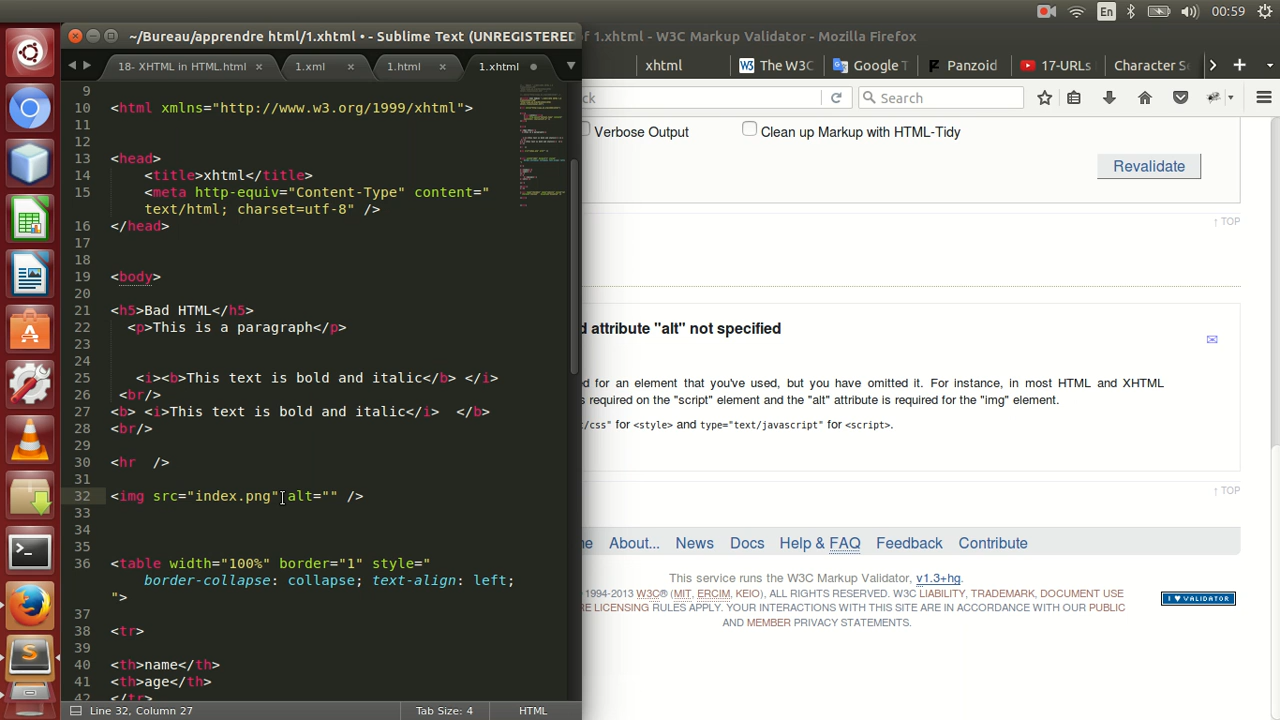 En
00:59
~/Bureau/apprendre html/1.xhtml • - Sublime Text (UNREGISTERED
of 1.xhtml - W3C Markup Validator - Mozilla Firefox
18- XHTML in HTML.html
1.xml
1.html
1.xhtml
xhtml
The W3C
Google T
Panzoid
17-URLs
Character Se
ck
Search
9
10 <html xmlns="http://www.w3.org/1999/xhtml">
11
12
13 <head>
14 <title>xhtml</title>
15 <meta http-equiv="Content-Type" content="
text/html; charset=utf-8" />
16 </head>
17
18
19 <body>
20
21 <h5>Bad HTML</h5>
22 <p>This is a paragraph</p>
23
24
25 <i><b>This text is bold and italic</b> </i>
26 <br/>
27 <b> <i>This text is bold and italic</i>  </b>
28 <br/>
29
30 <hr  />
31
32 <img src="index.png" alt="" />
33
34
35
36 <table width="100%" border="1" style="
border-collapse: collapse; text-align: left;
">
37
38 <tr>
39
40 <th>name</th>
41 <th>age</th>
42 </tr>
Line 32, Column 27
Tab Size: 4
HTML
Verbose Output
Clean up Markup with HTML-Tidy
Revalidate
↑ TOP
d attribute "alt" not specified
ed for an element that you've used, but you have omitted it. For instance, in most HTML and XHTML
s required on the "script" element and the "alt" attribute is required for the "img" element.
t/css" for <style> and type="text/javascript" for <script>.
↑ TOP
me About... News Docs Help & FAQ Feedback Contribute
This service runs the W3C Markup Validator, v1.3+hg.
1994-2013 W3C® (MIT, ERCIM, KEIO), ALL RIGHTS RESERVED. W3C LIABILITY, TRADEMARK, DOCUMENT USE
RE LICENSING RULES APPLY. YOUR INTERACTIONS WITH THIS SITE ARE IN ACCORDANCE WITH OUR PUBLIC
AND MEMBER PRIVACY STATEMENTS.
I ♥ VALIDATOR